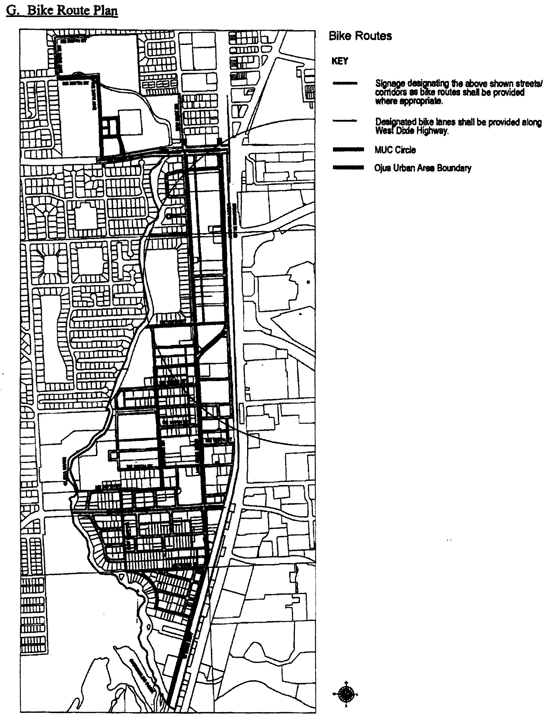 G. Bike Route Plan
Bike Routes
KEY
Signage designating the above shown streets/
corridors as bike routes shall be provided
where appropriate.
Designated bike lanes shall be provided along
West Dixie Highway.
MUC Circle
Ojus Urban Area Boundary